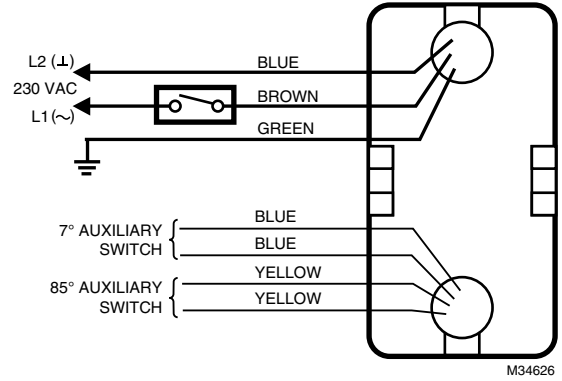 L2 (⊥)
BLUE
230 VAC
BROWN
L1 (~)
GREEN
7° AUXILIARY
SWITCH
BLUE
BLUE
85° AUXILIARY
SWITCH
YELLOW
YELLOW
M34626